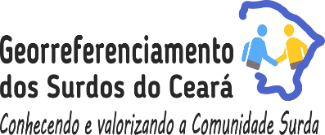 Georreferenciamento
dos Surdos do Ceará
Conhecendo e valorizando a Comunidade Surda